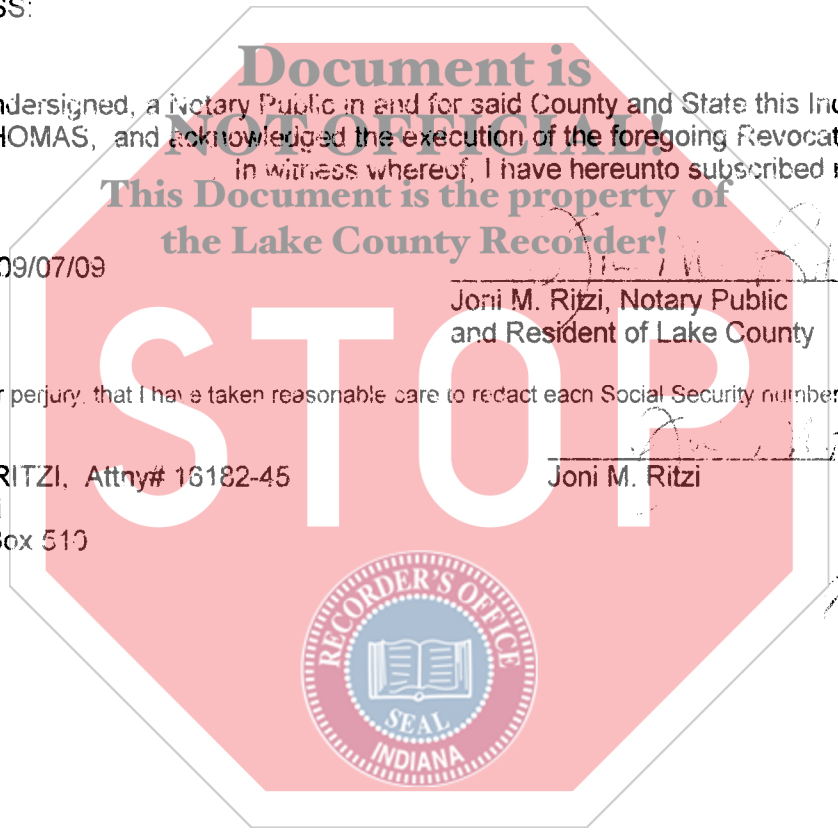 SS:
Document is
ndersigned, a Notary Public in and for said County and State this
NOT OFFICIAL!
HOMAS, and acknowledged the execution of the foregoing
In witness whereof, I have hereunto subscribed
This Document is the property of
the Lake County Recorder!
09/07/09
Joni M. Ritzi, Notary Public
and Resident of Lake County
perjury, that I have taken reasonable care to redact each Social Security number
STOP
RITZI, Attny# 16182-45
Joni M. Ritzi
Box 510
RECORDER'S OFFICE
SEAL
INDIANA